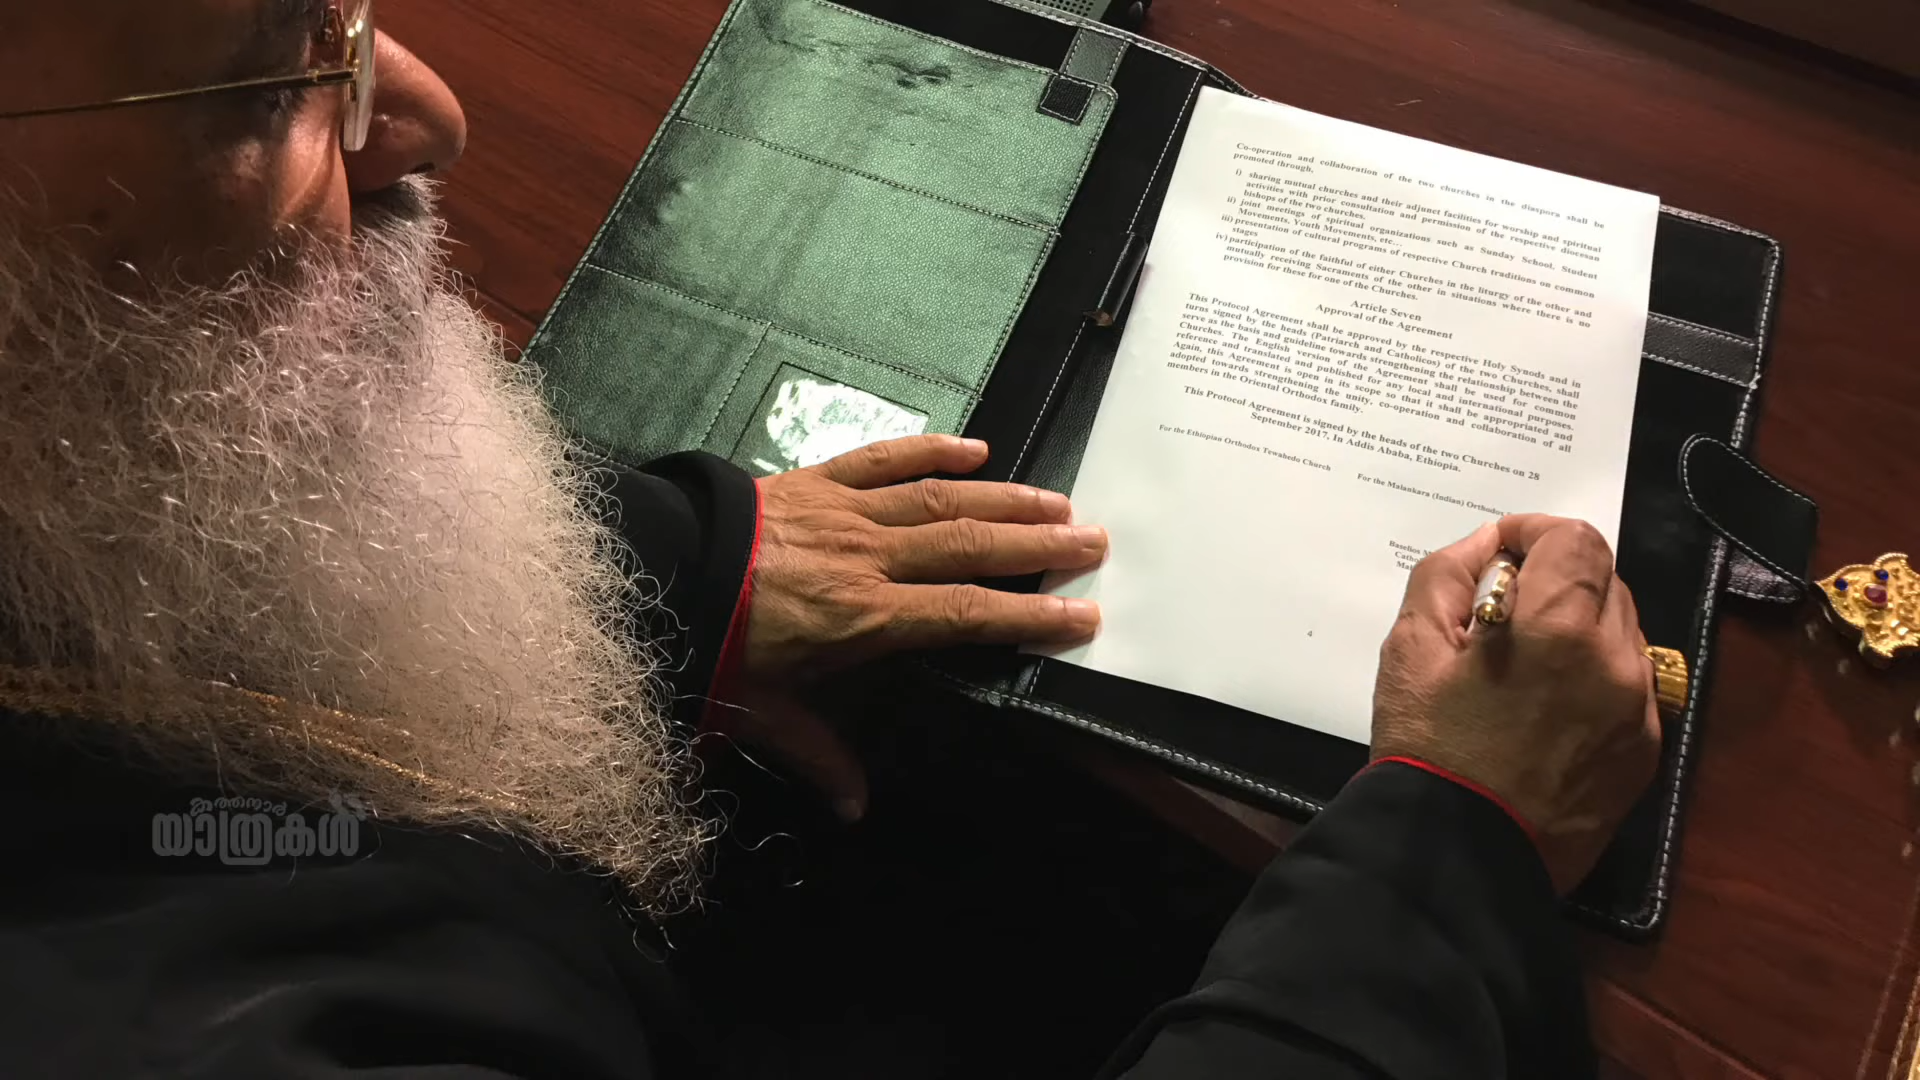 Co-operation and collaboration of the two churches in the diaspora shall be
promoted through,
i) sharing mutual churches and their adjunct facilities for worship and spiritual
activities with prior consultation and permission of the respective diocesan
bishops of the two churches.
ii) joint meetings of spiritual organizations such as Sunday School, Student
Movements, Youth Movements, etc...
iii) presentation of cultural programs of respective Church traditions on common
stages
iv) participation of the faithful of either Churches in the liturgy of the other and
mutually receiving Sacraments of the other in situations where there is no
provision for these for one of the Churches.
Article Seven
Approval of the Agreement
This Protocol Agreement shall be approved by the respective Holy Synods and in
turns signed by the heads (Patriarch and Catholicos) of the two Churches, shall
serve as the basis and guideline towards strengthening the relationship between the
Churches. The English version of the Agreement shall be used for common
reference and translated and published for any local and international purposes.
Again, this Agreement is open in its scope so that it shall be appropriated and
adopted towards strengthening the unity, co-operation and collaboration of all
members in the Oriental Orthodox family.
This Protocol Agreement is signed by the heads of the two Churches on 28
September 2017, In Addis Ababa, Ethiopia.
For the Ethiopian Orthodox Tewahedo Church
For the Malankara (Indian) Orthodox
Baselios
4
കത്തനാർ
യാത്രകൾ